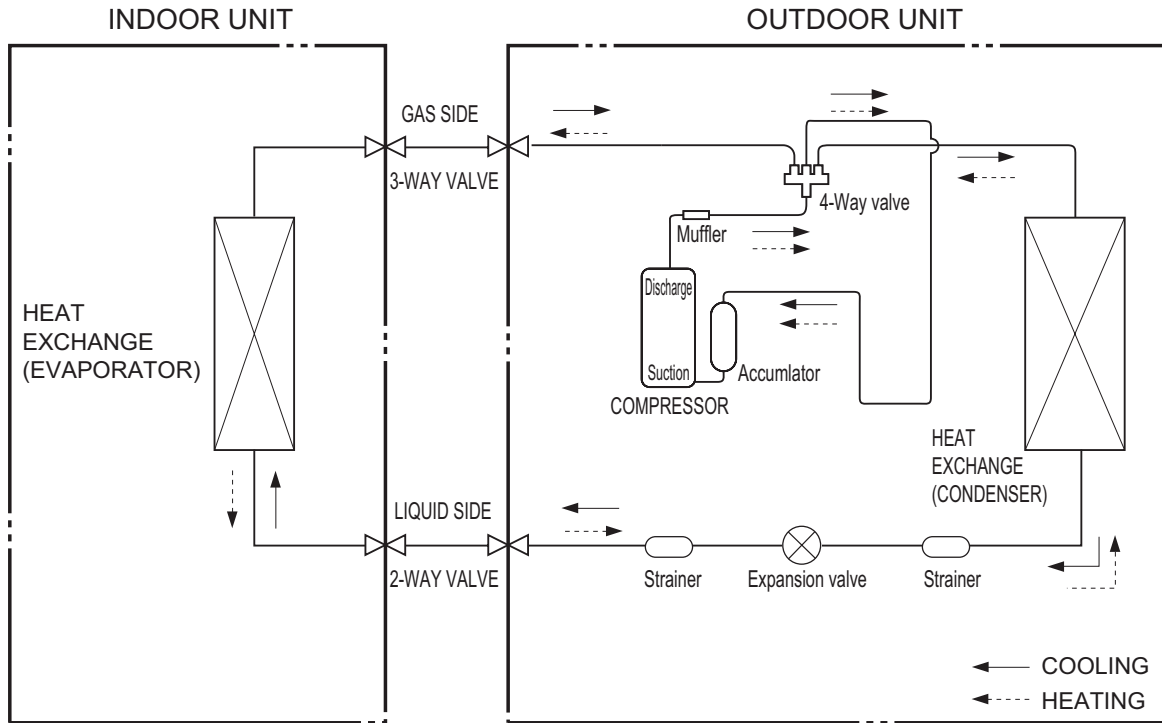 INDOOR UNIT
OUTDOOR UNIT
GAS SIDE
3-WAY VALVE
4-Way valve
Muffler
Discharge
Suction
Accumlator
COMPRESSOR
HEAT
EXCHANGE
(EVAPORATOR)
HEAT
EXCHANGE
(CONDENSER)
LIQUID SIDE
2-WAY VALVE
Strainer
Expansion valve
Strainer
COOLING
HEATING